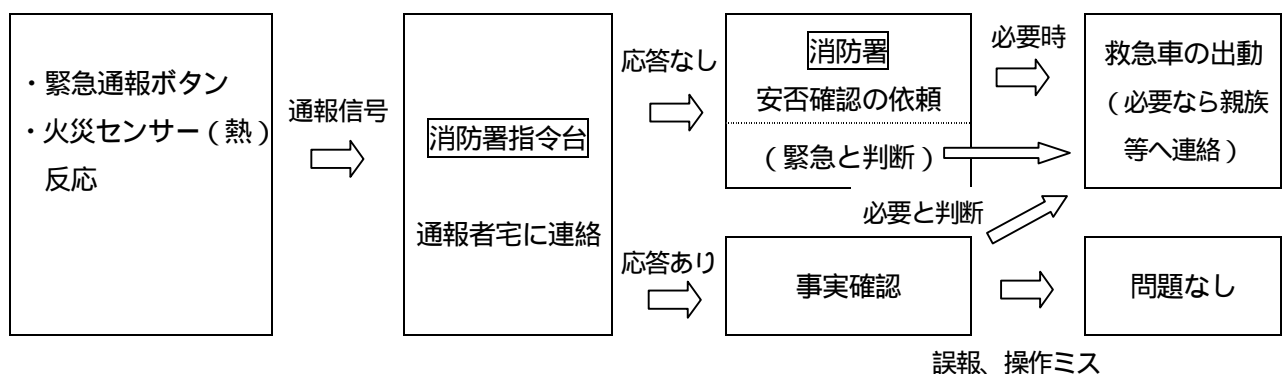 ・緊急通報ボタン
・火災センサー(熱)
反応
通報信号
消防署指令台
通報者宅に連絡
応答なし
消防署
安否確認の依頼
(緊急と判断)
必要時
救急車の出動
(必要なら親族
等へ連絡)
必要と判断
応答あり
事実確認
問題なし
誤報、操作ミス